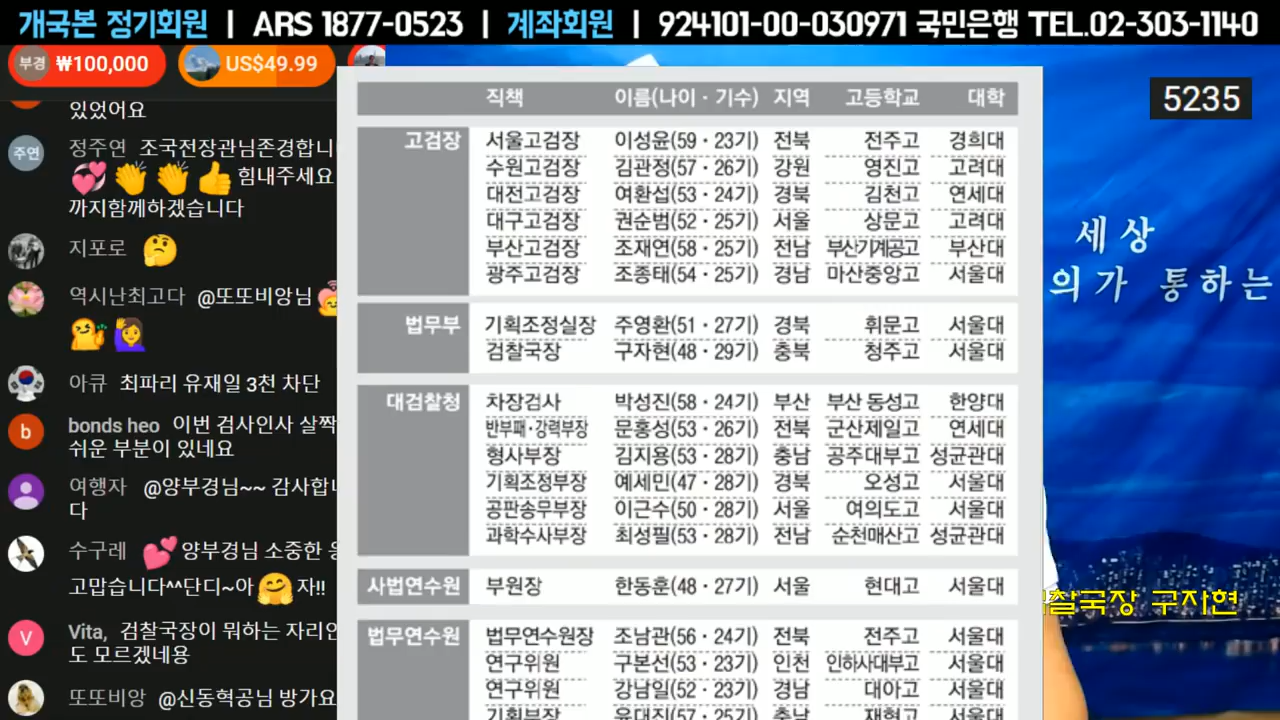 개국본 정기회원 | ARS 1877-0523 | 계좌회원 | 924101-00-030971 국민은행 TEL.02-303-1140
부경 ₩100,000 US$49.99
있었어요
주연 정주연 조국전장관님존경합니
힘내주세요
까지함께하겠습니다
지포로
역시난최고다 @또또비앙님
아큐 최파리 유재일 3천 차단
b bonds heo 이번 검사인사 살짝
쉬운 부분이 있네요
여행자 @양부경님~~ 감사합니
다
수구레 양부경님 소중한
고맙습니다^^단디~아 자!!
V Vita, 검찰국장이 뭐하는 자리인
도 모르겠네용
또또비앙 @신동혁공님 방가요
직책 이름(나이·기수) 지역 고등학교 대학
고검장 서울고검장 이성윤(59·23기) 전북 전주고 경희대
수원고검장 김관정(57·26기) 강원 영진고 고려대
대전고검장 여환섭(53·24기) 경북 김천고 연세대
대구고검장 권순범(52·25기) 서울 상문고 고려대
부산고검장 조재연(58·25기) 전남 부산기계공고 부산대
광주고검장 조종태(54·25기) 경남 마산중앙고 서울대
법무부 기획조정실장 주영환(51·27기) 경북 휘문고 서울대
검찰국장 구자현(48·29기) 충북 청주고 서울대
대검찰청 차장검사 박성진(58·24기) 부산 부산 동성고 한양대
반부패·강력부장 문홍성(53·26기) 전북 군산제일고 연세대
형사부장 김지용(53·28기) 충남 공주대부고 성균관대
기획조정부장 예세민(47·28기) 경북 오성고 서울대
공판송무부장 이근수(50·28기) 서울 여의도고 서울대
과학수사부장 최성필(53·28기) 전남 순천매산고 성균관대
사법연수원 부원장 한동훈(48·27기) 서울 현대고 서울대
법무연수원 법무연수원장 조남관(56·24기) 전북 전주고 서울대
연구위원 구본선(53·23기) 인천 인하사대부고 서울대
연구위원 강남일(52·23기) 경남 대아고 서울대
기획부장 유대진(57·25기) 충남 재현고 서울대
5235
세상
의가 통하는
찰국장 구자현